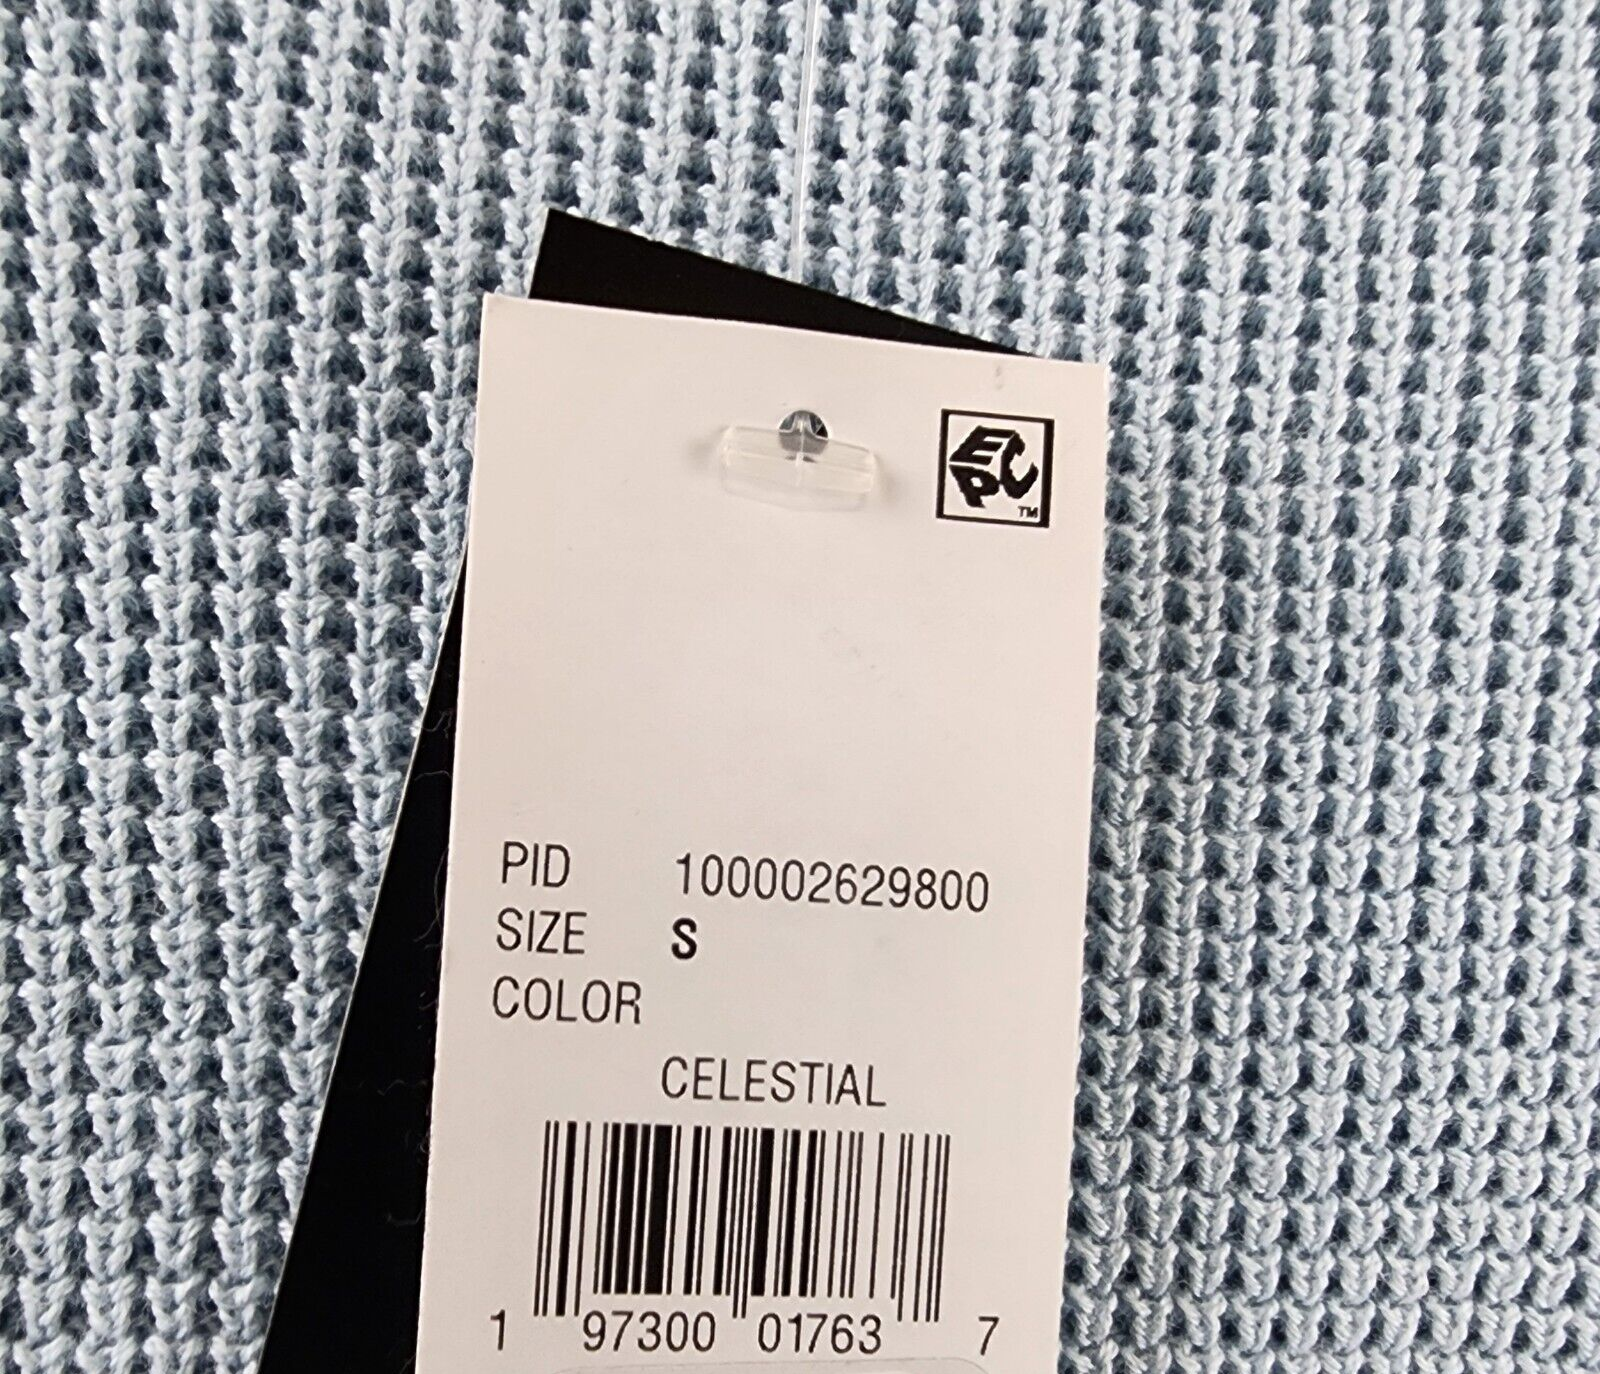 EPC
TM
PID 100002629800
SIZE S
COLOR
CELESTIAL
1 97300 01763 7